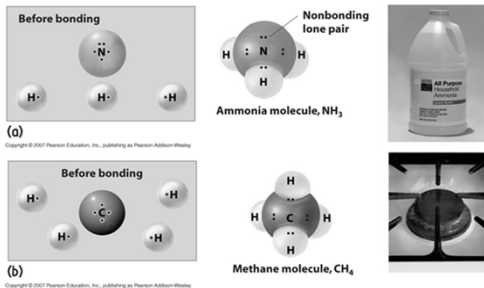 Before bonding
N
H
H
H
Nonbonding
lone pair
N
H
H
H
Ammonia molecule, NH3
All Purpose
Household
Ammonia
(a)
Copyright © 2007 Pearson Education, Inc., publishing as Pearson Addison-Wesley
Before bonding
H
H
C
H
H
H
H
C
H
H
Methane molecule, CH4
(b)
Copyright © 2007 Pearson Education, Inc., publishing as Pearson Addison-Wesley